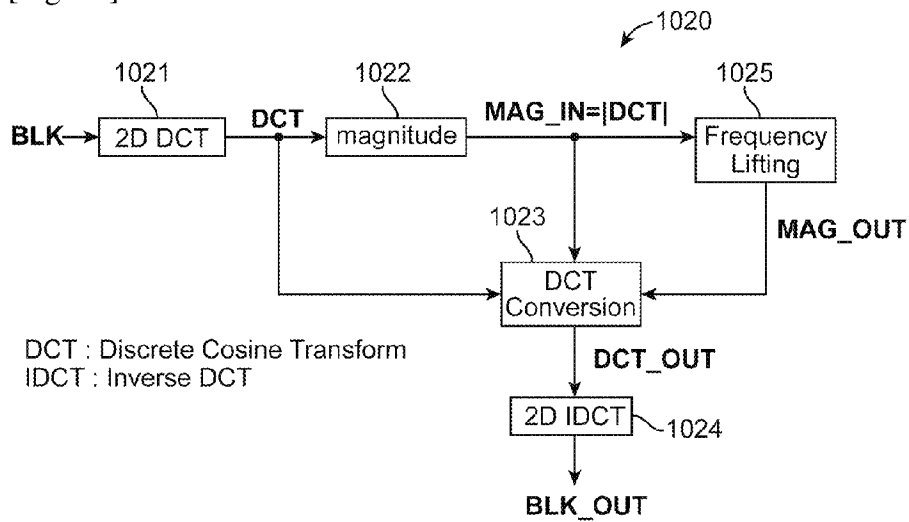 1020
1021
1022
1025
BLK
2D DCT
DCT
magnitude
MAG_IN=|DCT|
Frequency
Lifting
1023
MAG_OUT
DCT
Conversion
DCT : Discrete Cosine Transform
IDCT : Inverse DCT
DCT_OUT
2D IDCT
1024
BLK_OUT